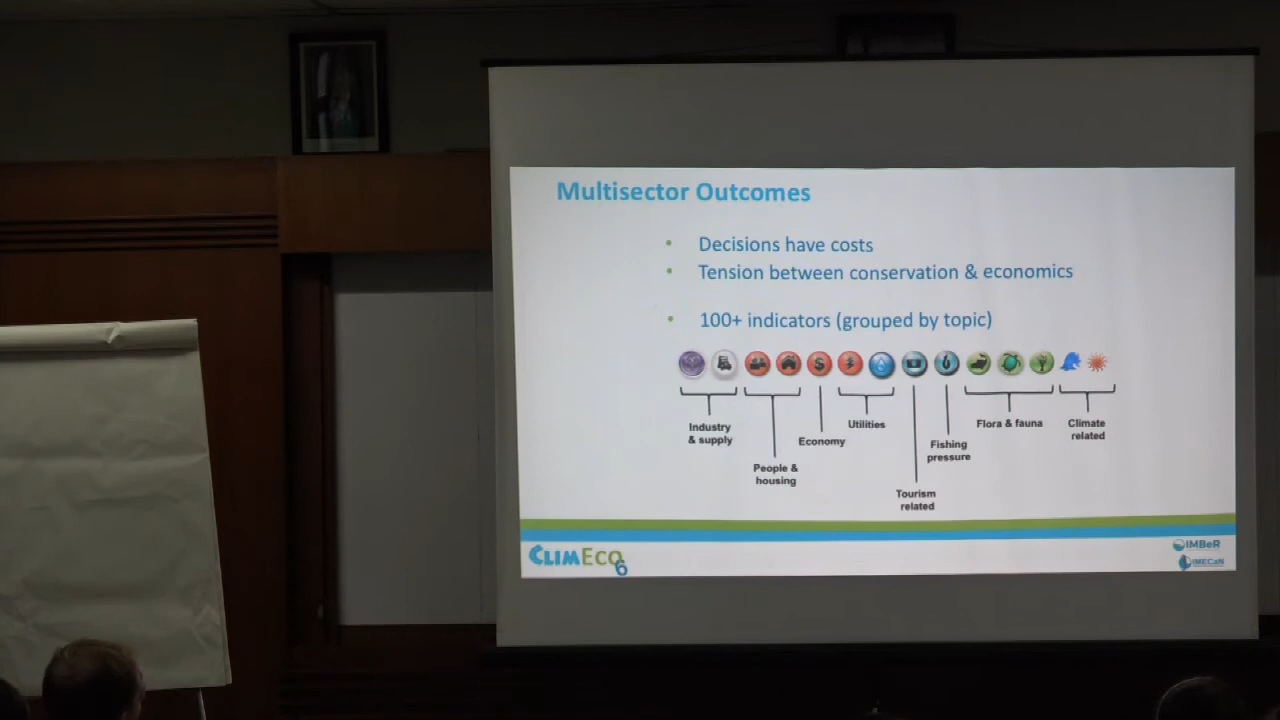 Multisector Outcomes
• Decisions have costs
• Tension between conservation & economics
• 100+ indicators (grouped by topic)
$
Industry
& supply
People &
housing
Economy
Utilities
Tourism
related
Fishing
pressure
Flora & fauna
Climate
related
CLIMECO
6
IMBeR
IMECaN